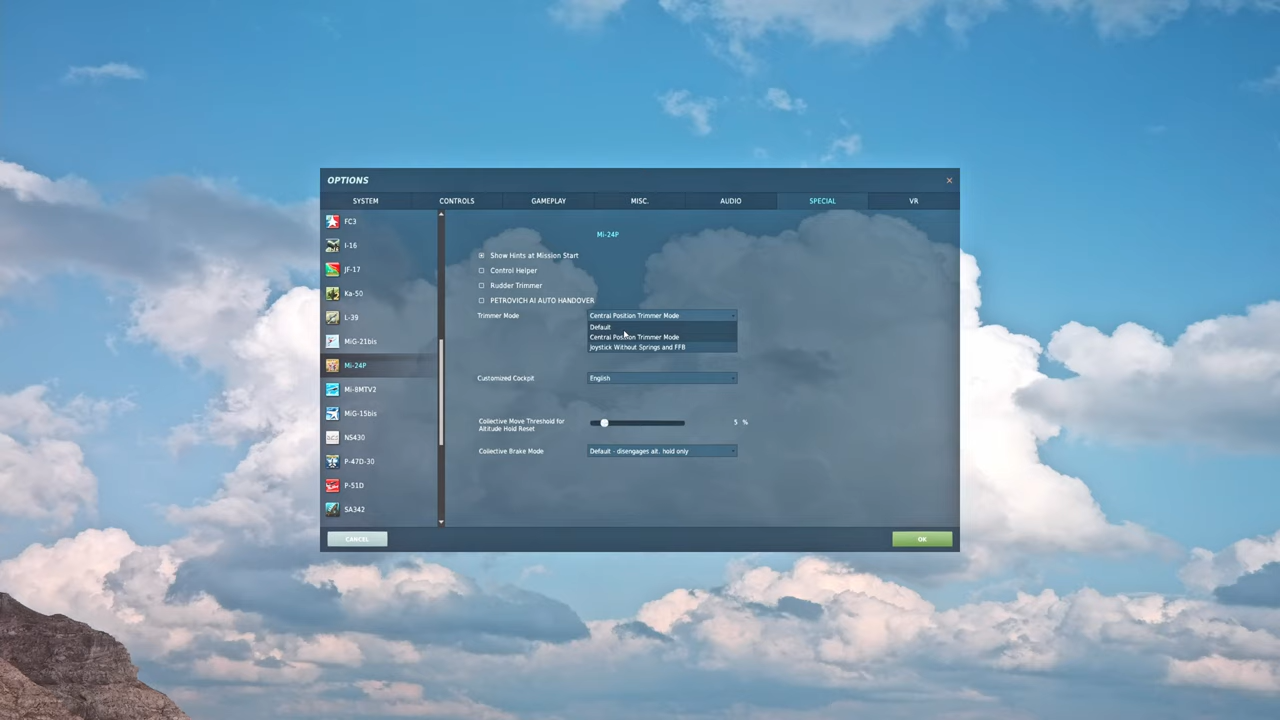 OPTIONS
SYSTEM CONTROLS GAMEPLAY MISC. AUDIO SPECIAL VR
FC3
I-16
JF-17
Ka-50
L-39
MiG-21bis
Mi-24P
Mi-8MTV2
MiG-15bis
NS430
P-47D-30
P-51D
SA342
Mi-24P
Show Hints at Mission Start
Control Helper
Rudder Trimmer
PETROVICH AI AUTO HANDOVER
Trimmer Mode Central Position Trimmer Mode
Default
Central Position Trimmer Mode
Joystick Without Springs and FFB
Customized Cockpit English
Collective Move Threshold for
Altitude Hold Reset
5 %
Collective Brake Mode Default - disengages alt. hold only
CANCEL OK